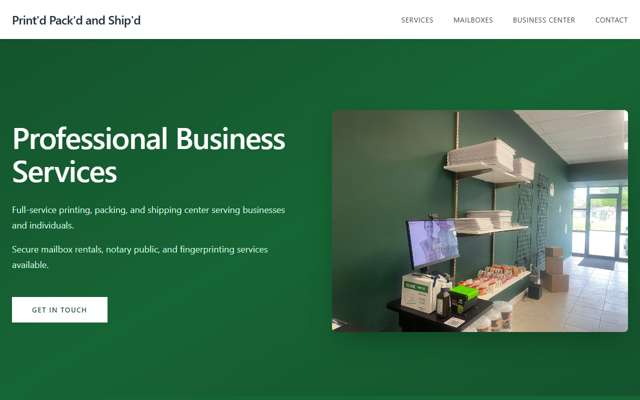 Print'd Pack'd and Ship'd
SERVICES
MAILBOXES
BUSINESS CENTER
CONTACT
Professional Business
Services
Full-service printing, packing, and shipping center serving businesses
and individuals.
Secure mailbox rentals, notary public, and fingerprinting services
available.
GET IN TOUCH